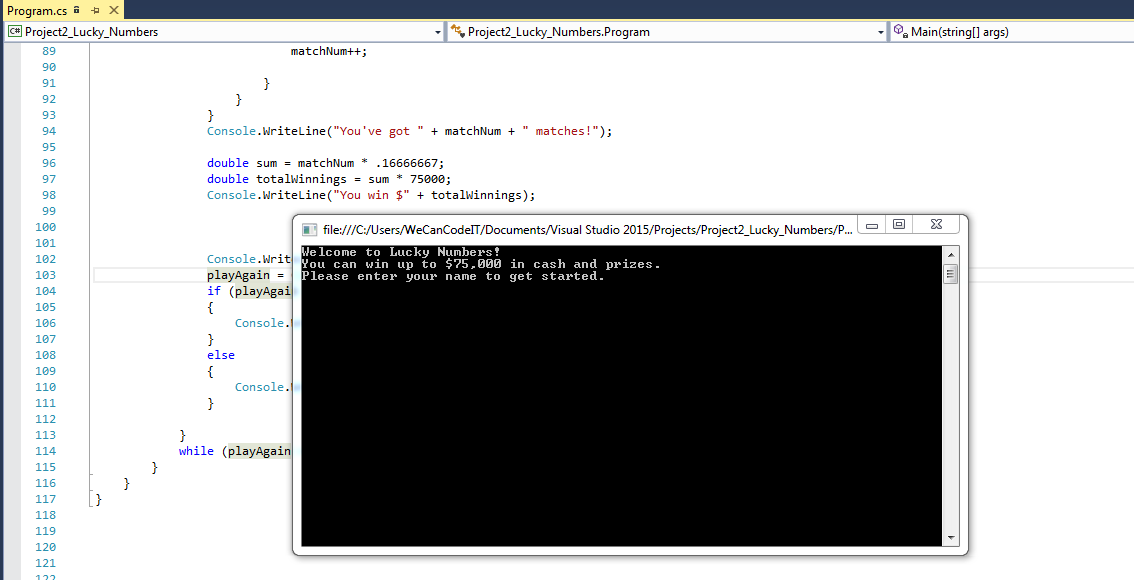 Program.cs
Project2_Lucky_Numbers Project2_Lucky_Numbers.Program Main(string[] args)
89 matchNum++;
90
91 }
92 }
93 }
94 Console.WriteLine("You've got " + matchNum + " matches!");
95
96 double sum = matchNum * .16666667;
97 double totalWinnings = sum * 75000;
98 Console.WriteLine("You win $" + totalWinnings);
99
100
101
102 Console.Writ
103 playAgain =
104 if (playAgai
105 {
106 Console.
107 }
108 else
109 {
110 Console.
111 }
112
113 }
114 while (playAgain
115 }
116 }
117 }
118
119
120
121
122
file:///C:/Users/WeCanCodeIT/Documents/Visual Studio 2015/Projects/Project2_Lucky_Numbers/P...
Welcome to Lucky Numbers!
You can win up to $75,000 in cash and prizes.
Please enter your name to get started.